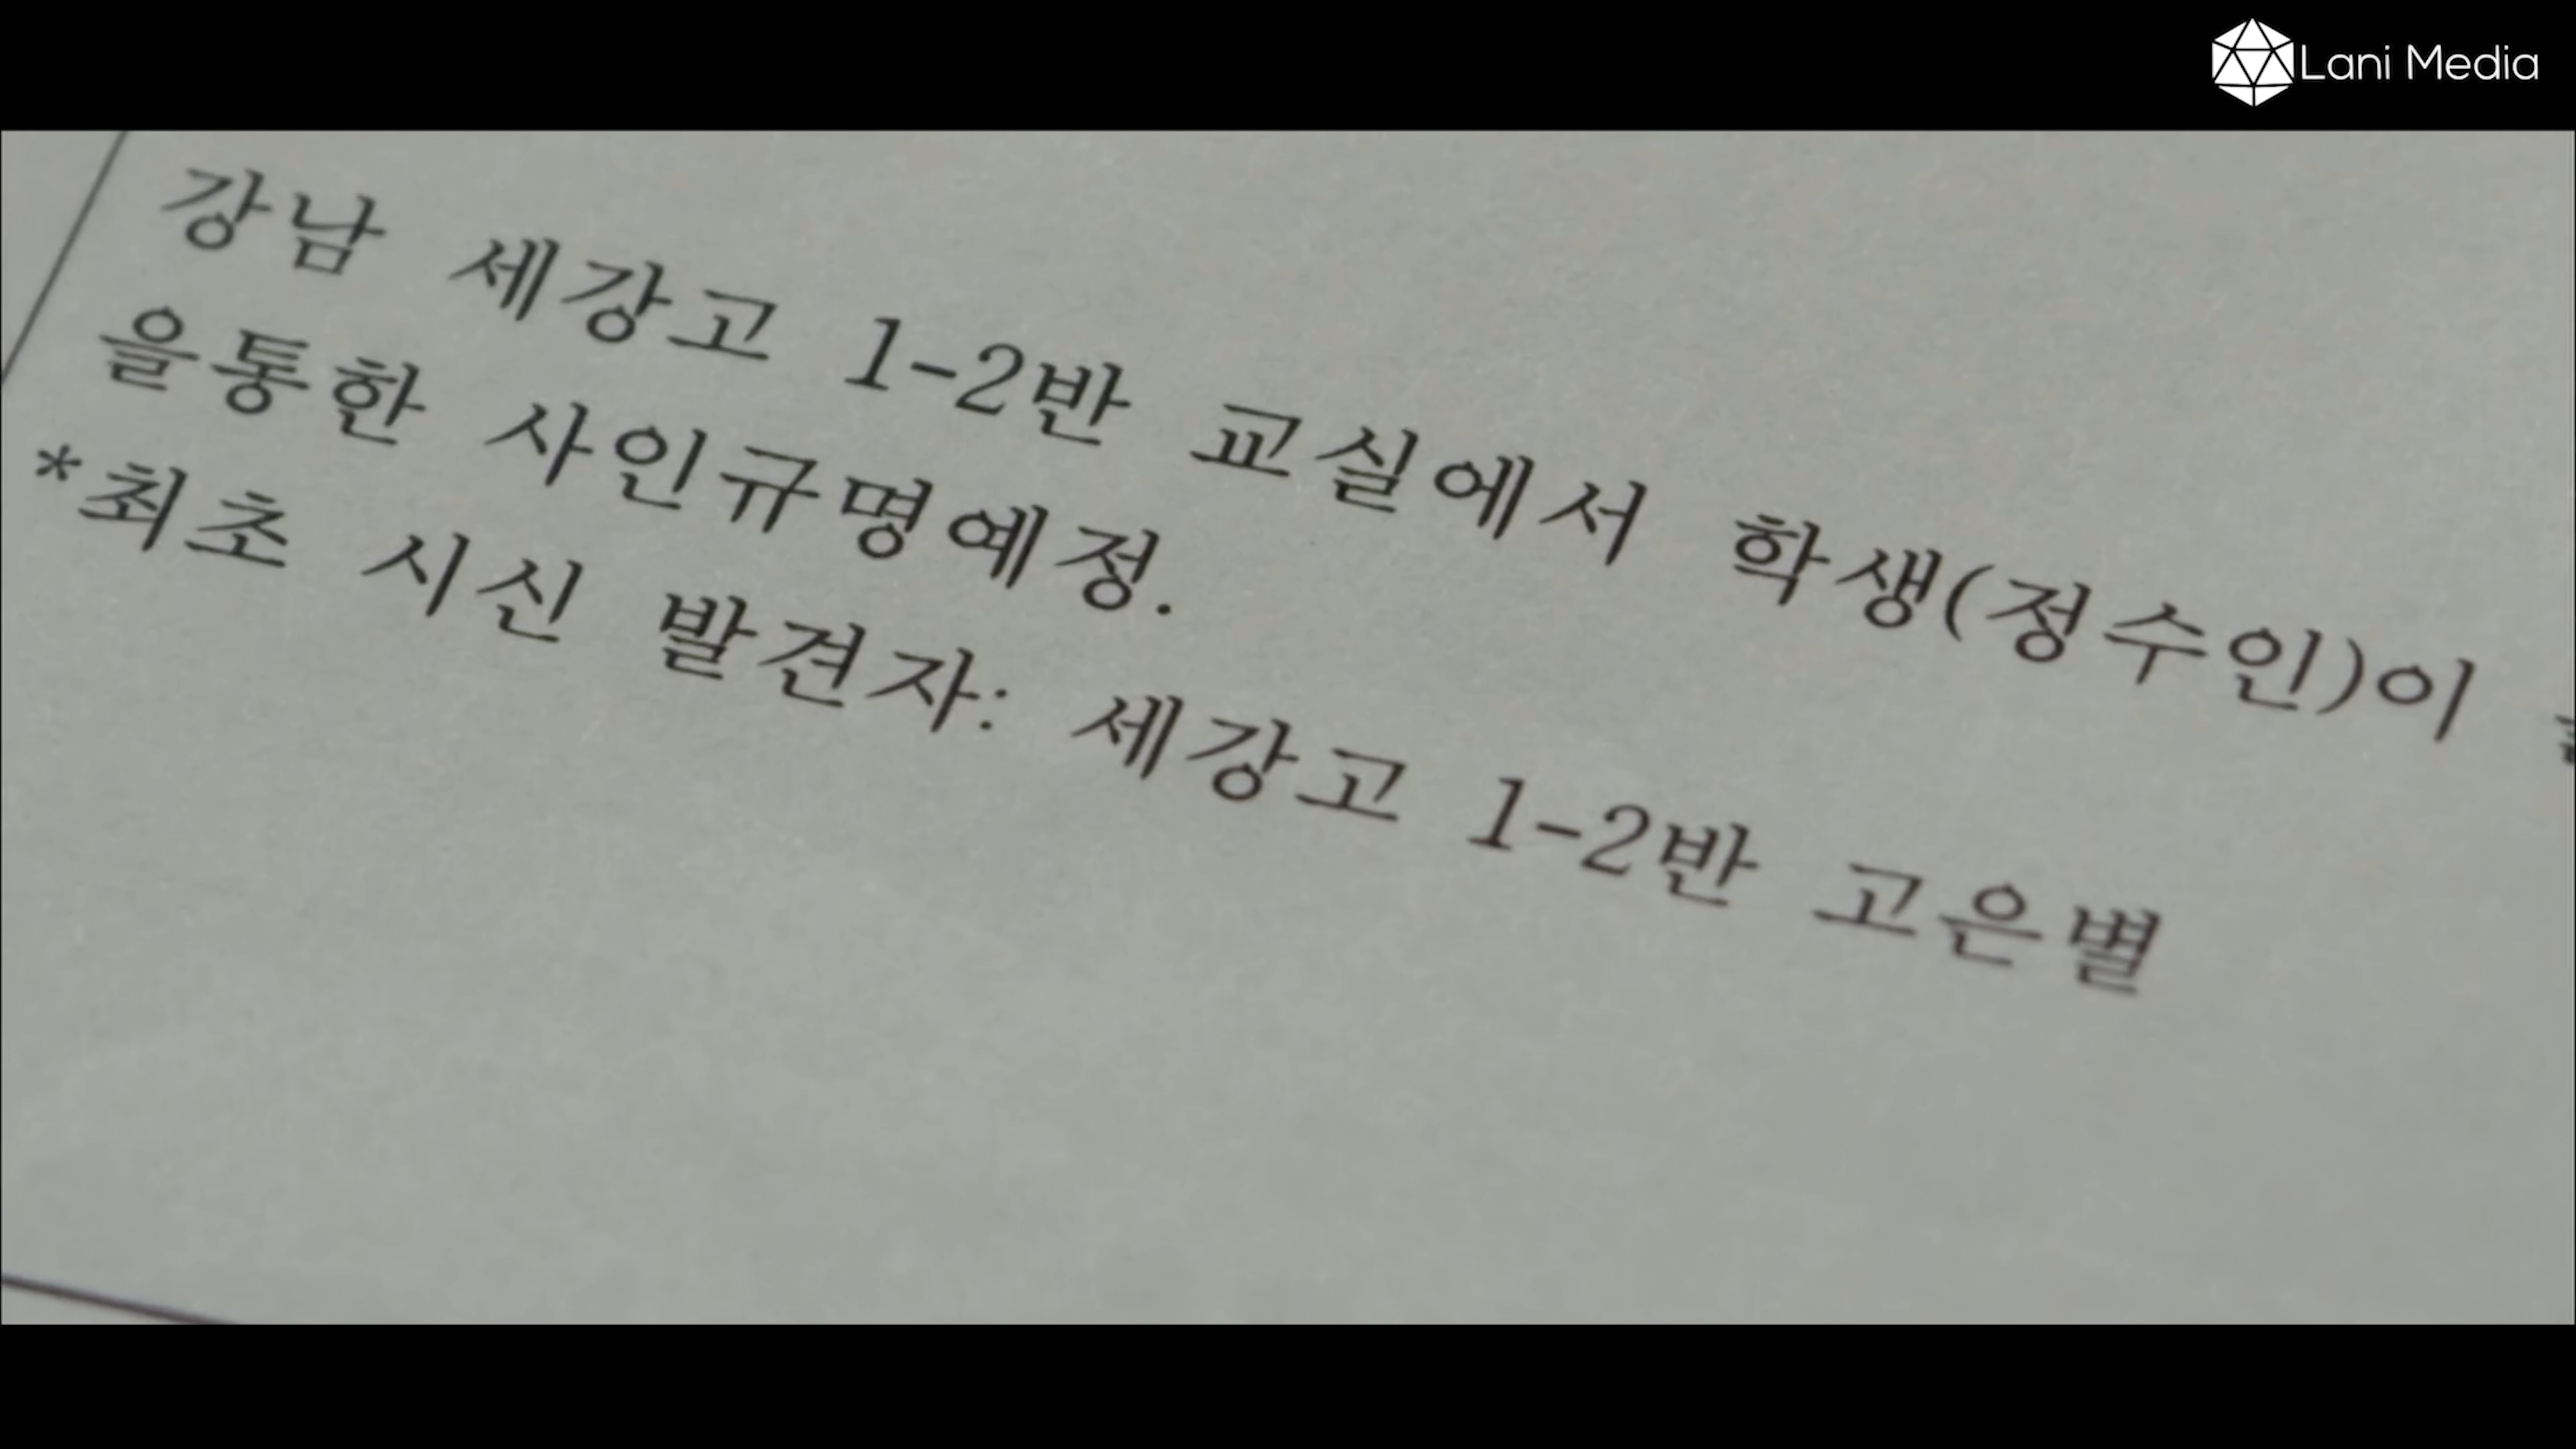 Lani Media
강남 세강고 1-2반 교실에서 학생(정수인)이
을통한 사인규명예정.
*최초 시신 발견자: 세강고 1-2반 고은별